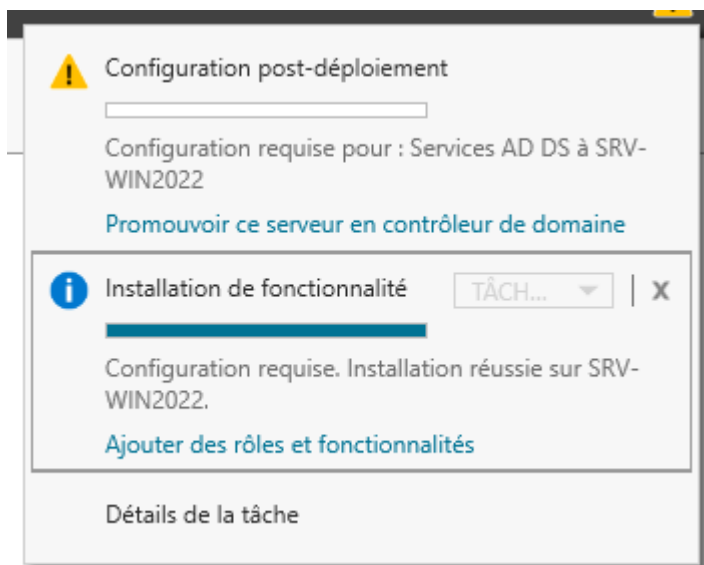 Configuration post-déploiement
Configuration requise pour : Services AD DS à SRV-
WIN2022
Promouvoir ce serveur en contrôleur de domaine
Installation de fonctionnalité TÂCH... | X
Configuration requise. Installation réussie sur SRV-
WIN2022.
Ajouter des rôles et fonctionnalités
Détails de la tâche